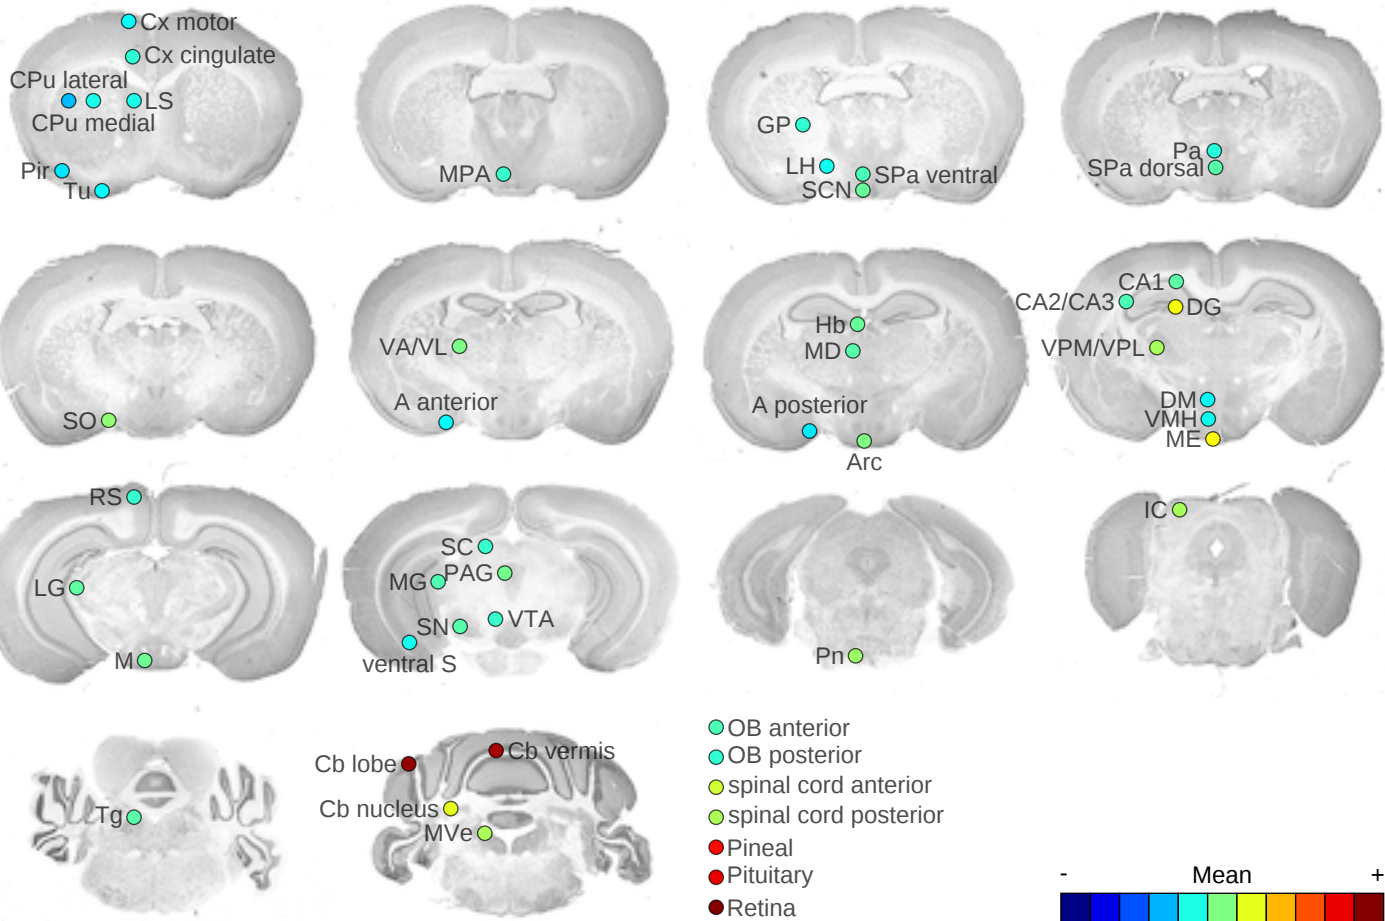 Cx motor
Cx cingulate
CPu lateral
LS
CPu medial
Pir
Tu
MPA
GP
LH
SPa ventral
SCN
Pa
SPa dorsal
SO
VA/VL
A anterior
Hb
MD
A posterior
Arc
CA1
CA2/CA3
DG
VPM/VPL
DM
VMH
ME
RS
LG
M
SC
MG
PAG
SN
VTA
ventral S
Pn
IC
Tg
Cb lobe
Cb vermis
Cb nucleus
MVe
OB anterior
OB posterior
spinal cord anterior
spinal cord posterior
Pineal
Pituitary
Retina
- Mean +